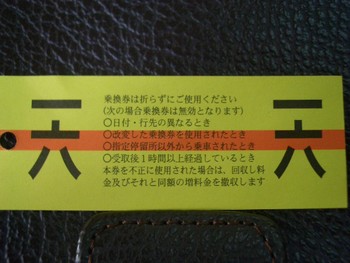 一六
乗換券は折らずにご使用ください
(次の場合乗換券は無効となります)
○日付・行先の異なるとき
○改変した乗換券を使用されたとき
○指定停留所以外から乗車されたとき
○受取後1時間以上経過しているとき
本券を不正に使用された場合は、回収し料
金及びそれと同額の増料金を徴収します
一六